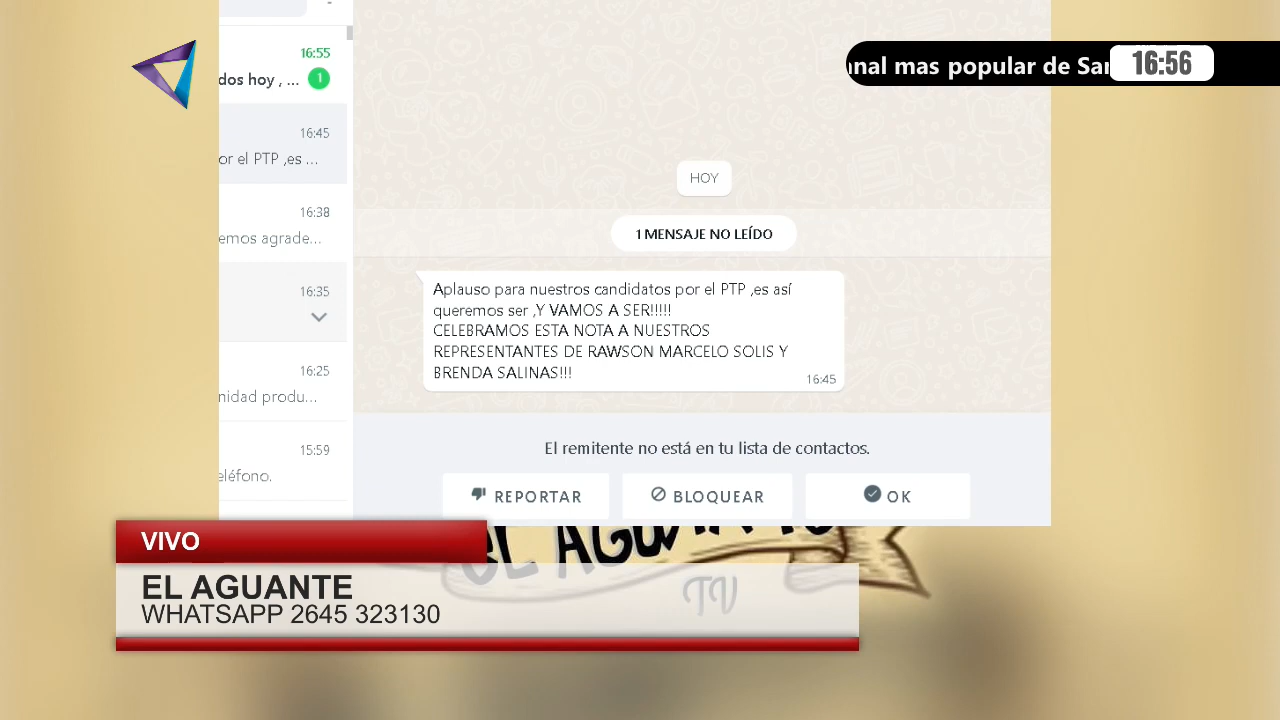 16:55
dos hoy , ...
1
16:45
or el PTP ,es ...
16:38
emos agrade...
16:35
16:25
nidad produ...
15:59
eléfono.
nal mas popular de Sa
16:56
HOY
1 MENSAJE NO LEÍDO
Aplauso para nuestros candidatos por el PTP ,es así
queremos ser ,Y VAMOS A SER!!!!!
CELEBRAMOS ESTA NOTA A NUESTROS
REPRESENTANTES DE RAWSON MARCELO SOLIS Y
BRENDA SALINAS!!!
16:45
El remitente no está en tu lista de contactos.
REPORTAR
BLOQUEAR
OK
EL AGUANTE
TV
VIVO
EL AGUANTE
WHATSAPP 2645 323130